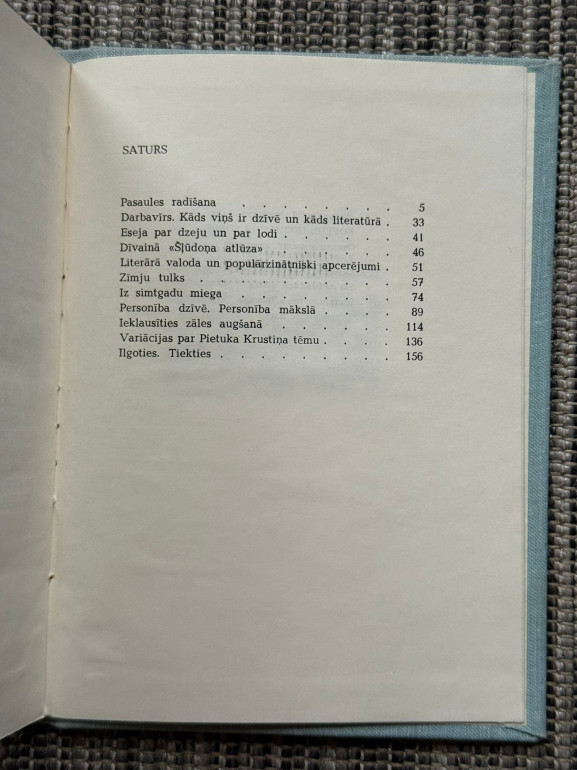 SATURS
Pasaules radīšana . . . . . . . . 5
Darbavīrs. Kāds viņš ir dzīvē un kāds literatūrā . 33
Eseja par dzeju un par lodi . . . . . . 41
Dīvainā «Šļūdoņa atlūza» . . . . . . 46
Literārā valoda un populārzinātniski apcerējumi . 51
Zīmju tulks . . . . . . . . . . 57
Iz simtgadu miega . . . . . . . . 74
Personība dzīvē. Personība mākslā . . . . 89
Ieklausīties zāles augšanā . . . . . . 114
Variācijas par Pietuka Krustiņa tēmu . . . . 136
Ilgoties. Tiekties . . . . . . . . . 156